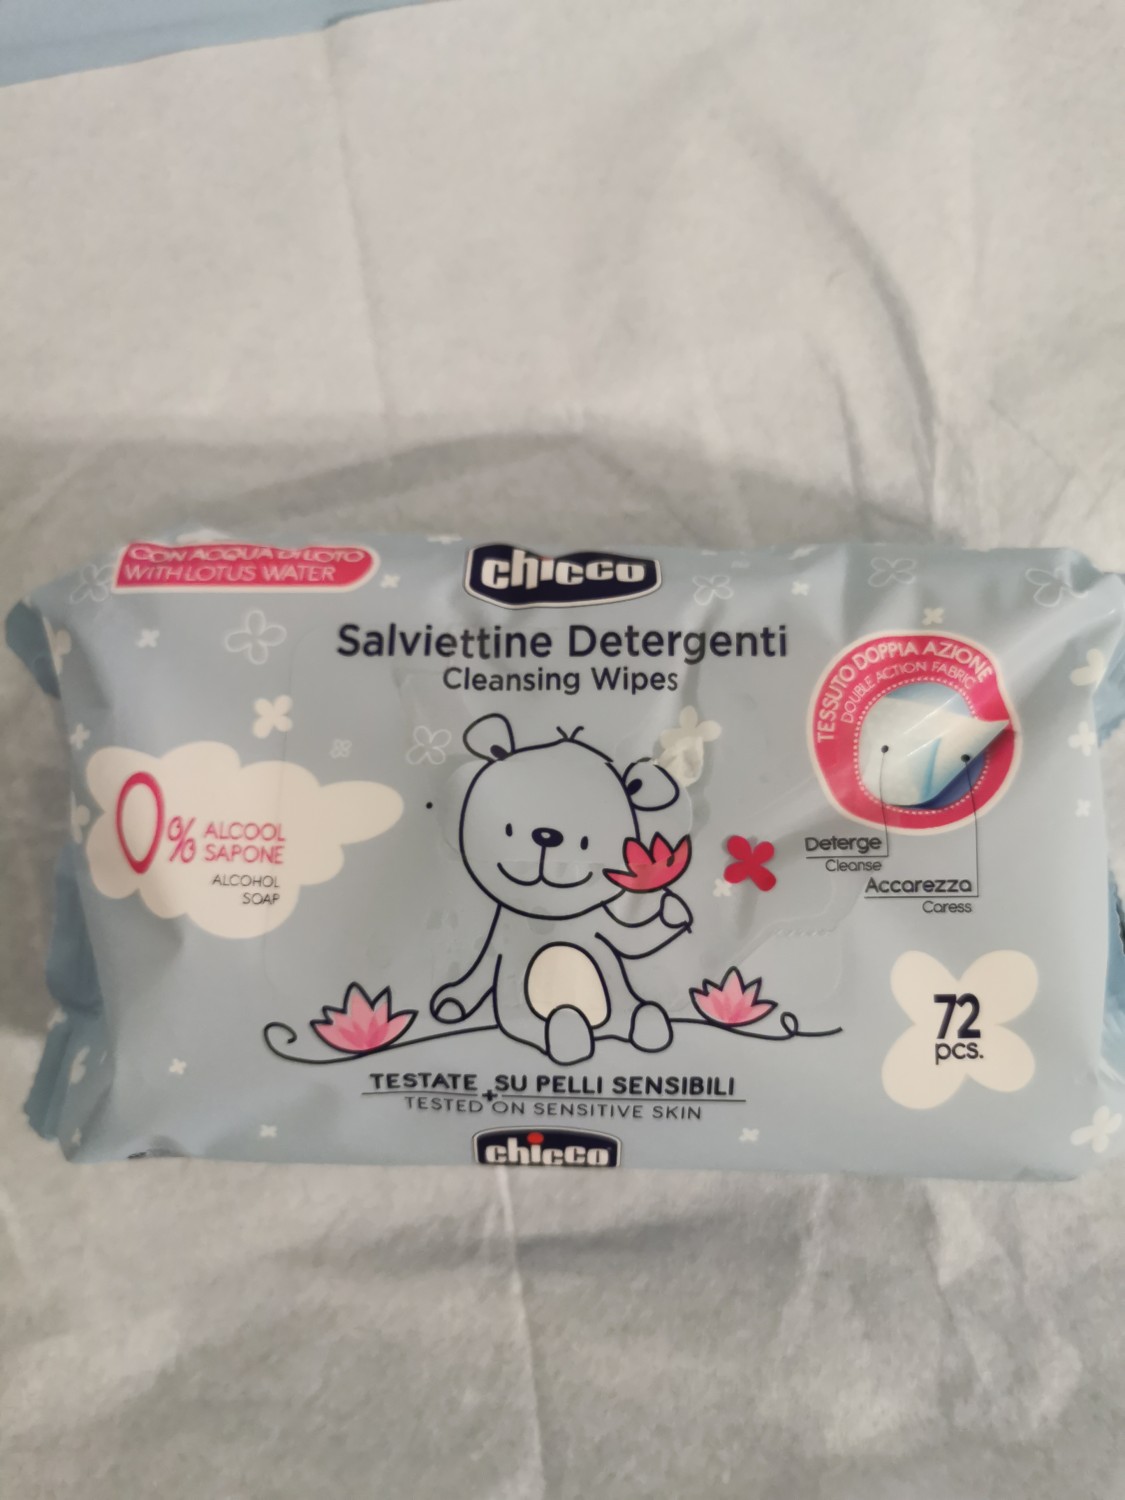 CON ACQUA DI LOTO
WITH LOTUS WATER
chicco
Salviettine Detergenti
Cleansing Wipes
TESSUTO DOPPIA AZIONE
DOUBLE ACTION FABRIC
0% ALCOOL
SAPONE
ALCOHOL
SOAP
Deterge
Cleanse
Accarezza
Caress
72
pcs.
TESTATE SU PELLI SENSIBILI
TESTED ON SENSITIVE SKIN
chicco